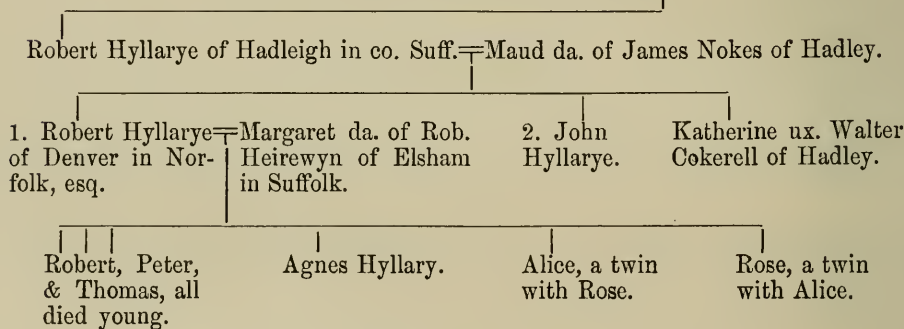 Robert Hyllarye of Hadleigh in co. Suff.=Maud da. of James Nokes of Hadley.
1. Robert Hyllarye=Margaret da. of Rob.
of Denver in Nor-
folk, esq.
Heirewyn of Elsham
in Suffolk.
2. John
Hyllarye.
Katherine ux. Walter
Cokerell of Hadley.
Robert, Peter,
& Thomas, all
died young.
Agnes Hyllary.
Alice, a twin
with Rose.
Rose, a twin
with Alice.